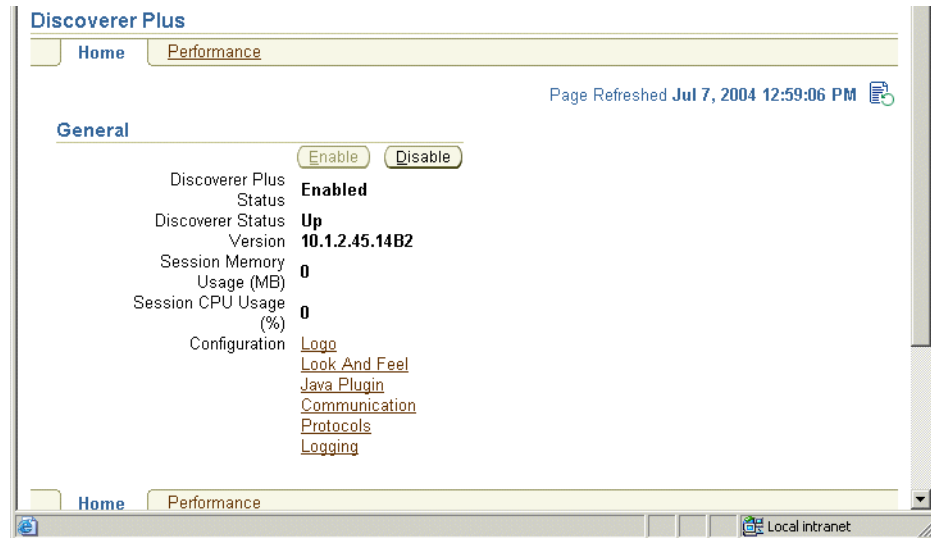 Discoverer Plus
Home Performance
Page Refreshed Jul 7, 2004 12:59:06 PM
General
Enable Disable
Discoverer Plus
Status Enabled
Discoverer Status Up
Version 10.1.2.45.14B2
Session Memory
Usage (MB) 0
Session CPU Usage
(%) 0
Configuration Logo
Look And Feel
Java Plugin
Communication
Protocols
Logging
Home Performance
Local intranet